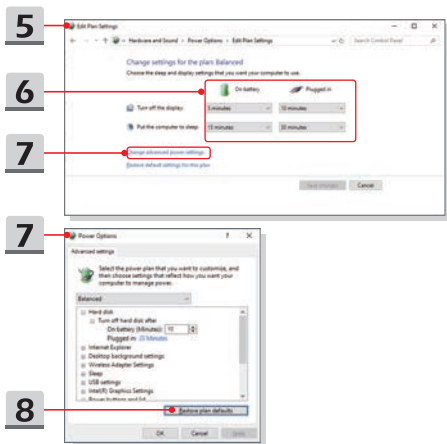 5
Edit Plan Settings
Hardware and Sound › Power Options › Edit Plan Settings
Search Control Panel
Change settings for the plan: Balanced
Choose the sleep and display settings that you want your computer to use.
6
On battery
Plugged in
Turn off the display:
5 minutes
10 minutes
Put the computer to sleep:
15 minutes
30 minutes
7
Change advanced power settings
Restore default settings for this plan
Save changes
Cancel
7
Power Options
?
Advanced settings
Select the power plan that you want to customize, and
then choose settings that reflect how you want your
computer to manage power.
Balanced
Hard disk
Turn off hard disk after
On battery (Minutes): 10
Plugged in: 20 Minutes
Internet Explorer
Desktop background settings
Wireless Adapter Settings
Sleep
USB settings
Intel(R) Graphics Settings
Power buttons and lid
8
Restore plan defaults
OK
Cancel
Apply